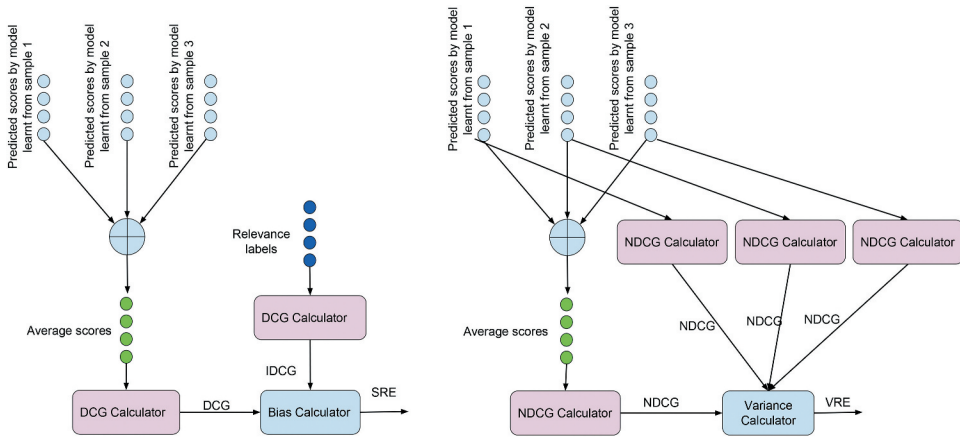 Predicted scores by model
learnt from sample 1
Predicted scores by model
learnt from sample 2
Predicted scores by model
learnt from sample 3
Relevance
labels
DCG Calculator
Average scores
IDCG
DCG Calculator
DCG
Bias Calculator
SRE
Predicted scores by model
learnt from sample 1
Predicted scores by model
learnt from sample 2
Predicted scores by model
learnt from sample 3
NDCG Calculator
NDCG Calculator
NDCG Calculator
Average scores
NDCG
NDCG
NDCG
NDCG Calculator
NDCG
Variance
Calculator
VRE